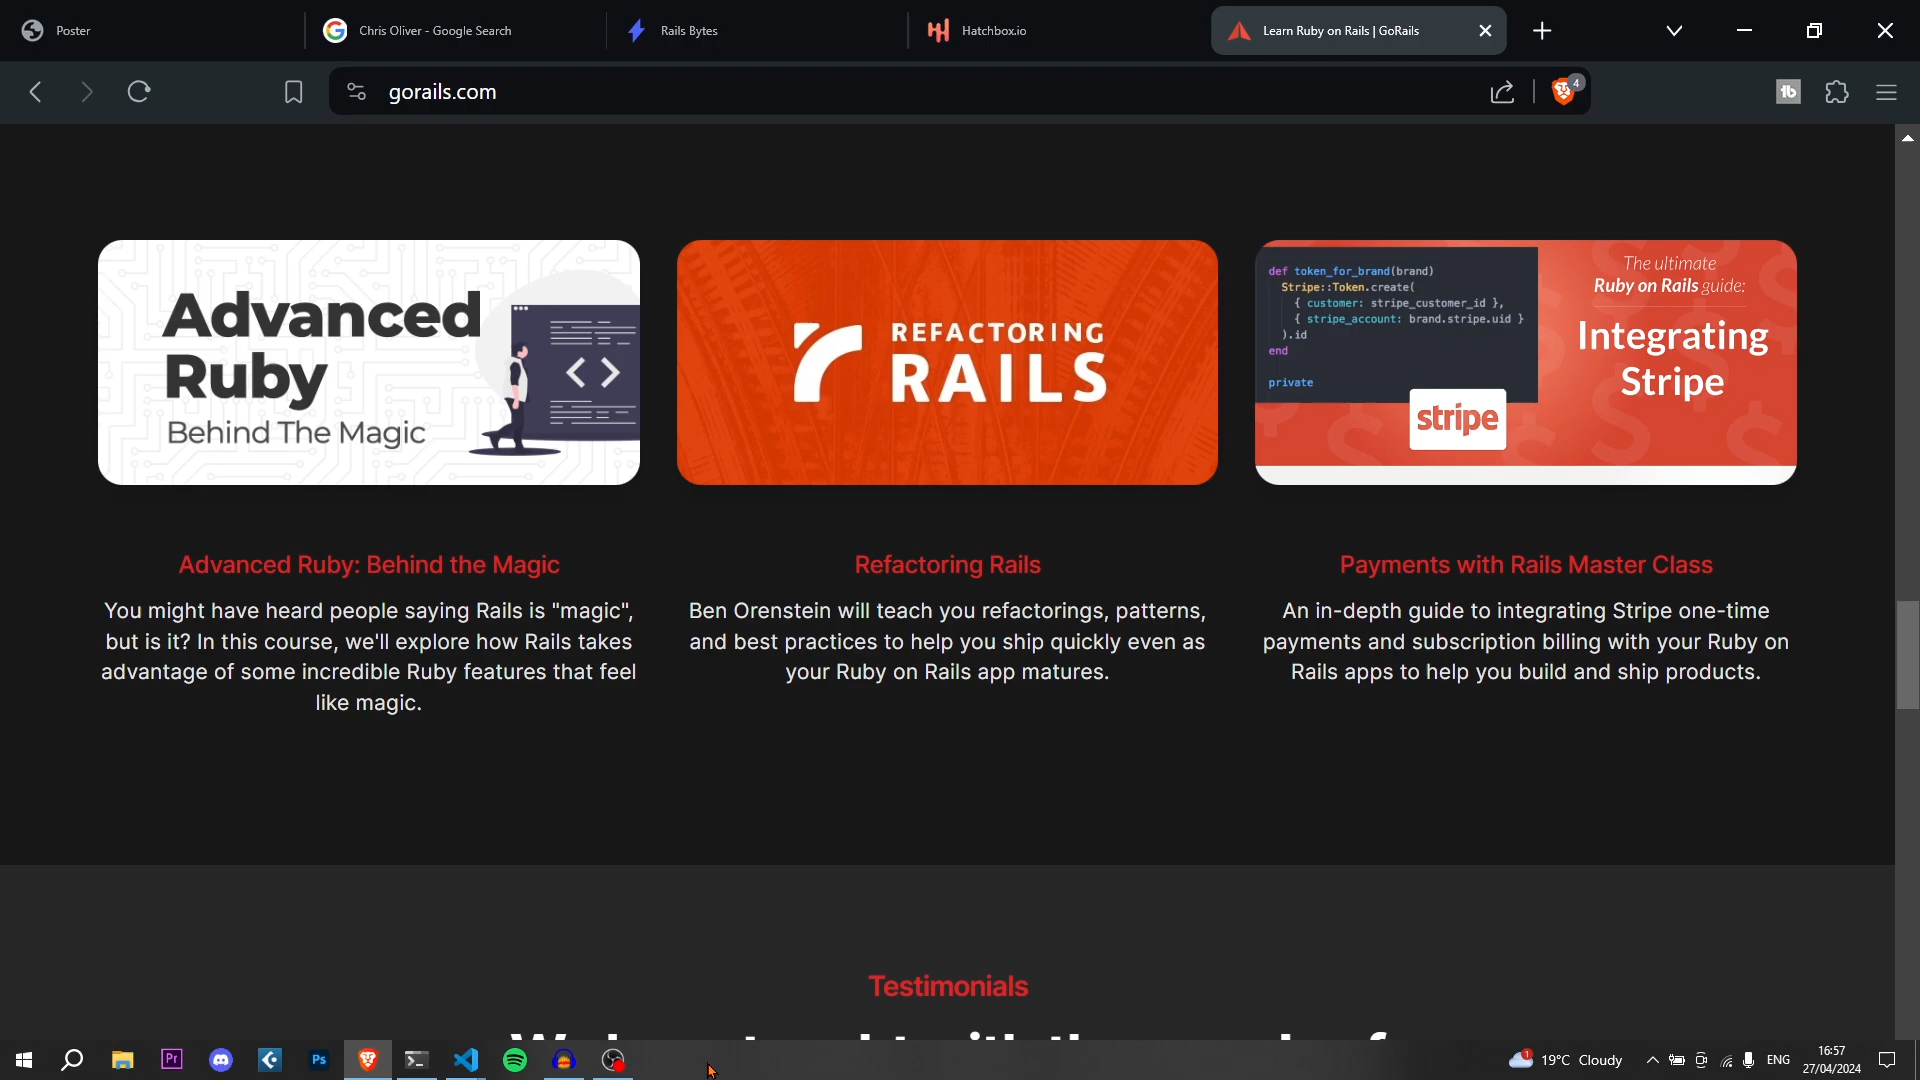 Poster
Chris Oliver - Google Search
Rails Bytes
Hatchbox.io
Learn Ruby on Rails | GoRails
gorails.com
4
Advanced
Ruby
Behind The Magic
REFACTORING
RAILS
def token_for_brand(brand)
Stripe::Token.create(
{ customer: stripe_customer_id },
{ stripe_account: brand.stripe.uid }
).id
end
private
stripe
The ultimate
Ruby on Rails guide:
Integrating
Stripe
Advanced Ruby: Behind the Magic
You might have heard people saying Rails is "magic",
but is it? In this course, we'll explore how Rails takes
advantage of some incredible Ruby features that feel
like magic.
Refactoring Rails
Ben Orenstein will teach you refactorings, patterns,
and best practices to help you ship quickly even as
your Ruby on Rails app matures.
Payments with Rails Master Class
An in-depth guide to integrating Stripe one-time
payments and subscription billing with your Ruby on
Rails apps to help you build and ship products.
Testimonials
Pr
Ps
1
19°C Cloudy
ENG
16:57
27/04/2024